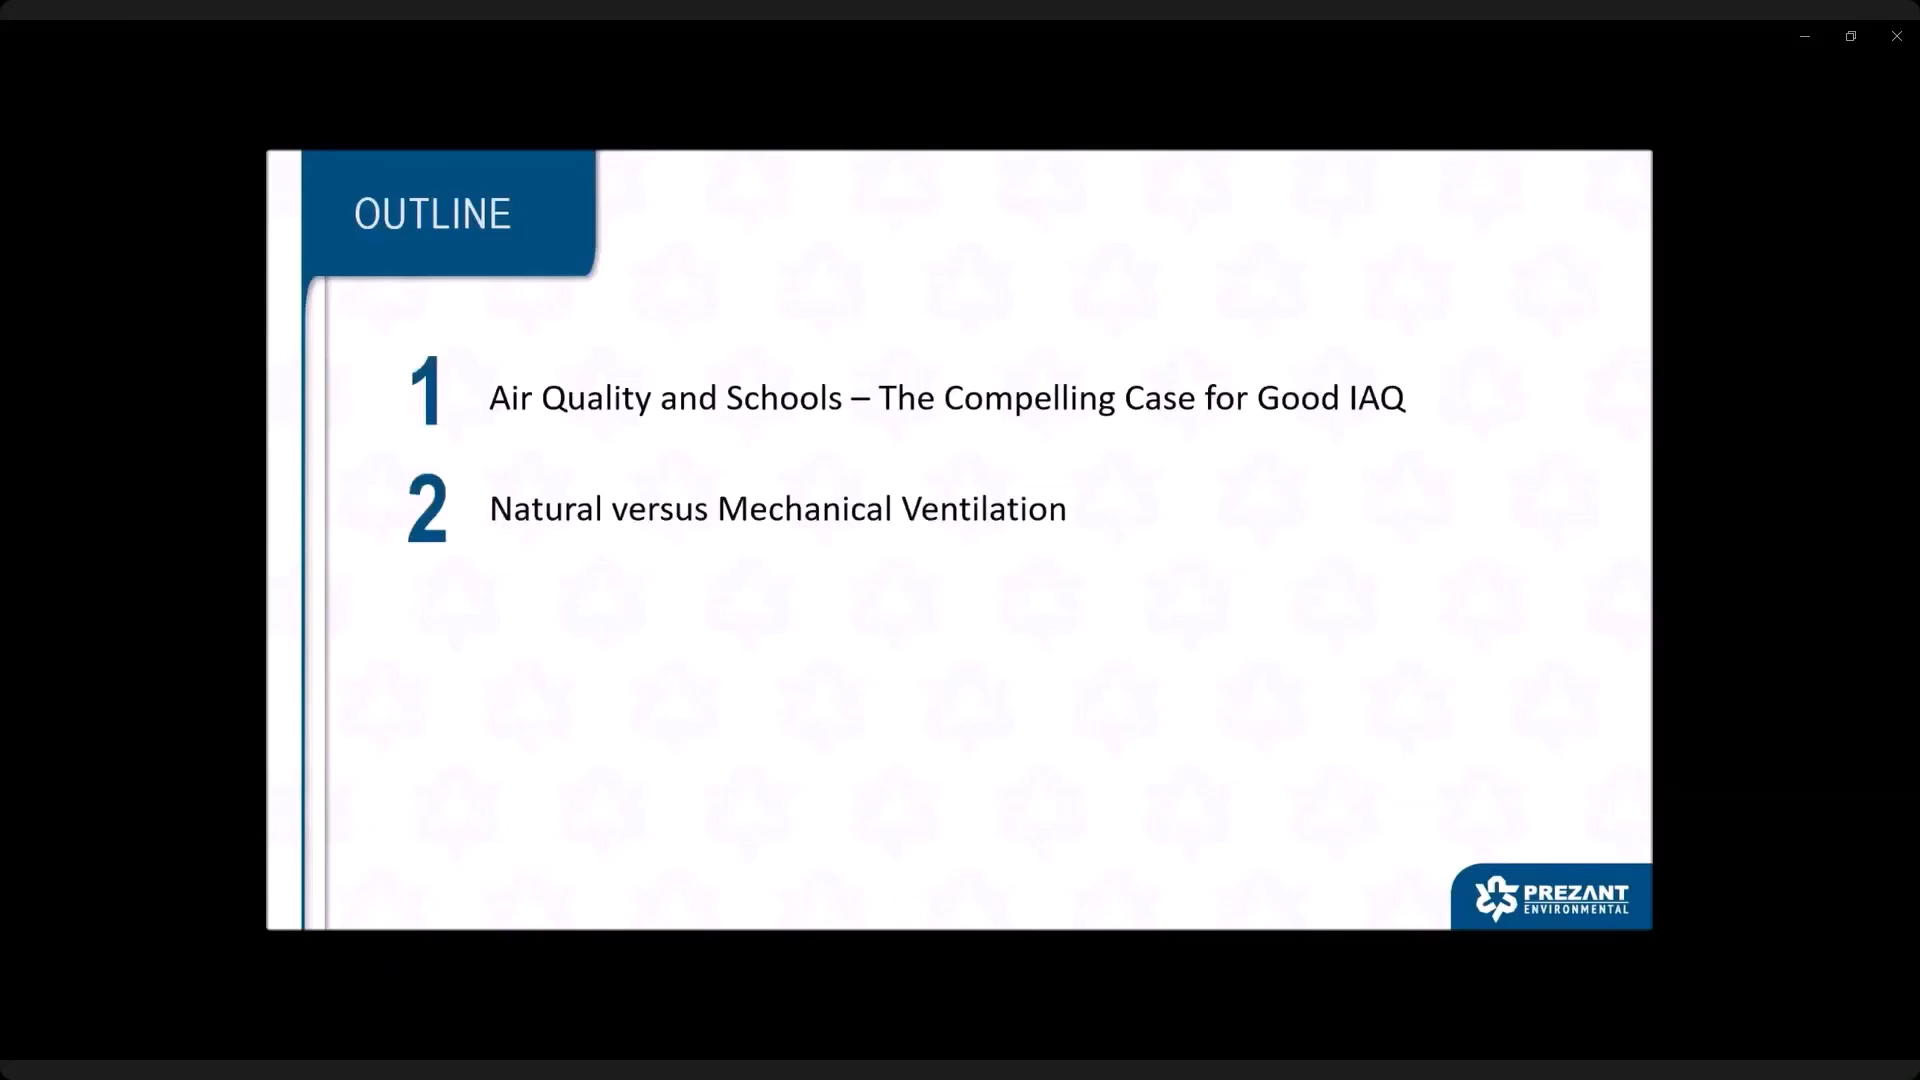 OUTLINE
1 Air Quality and Schools – The Compelling Case for Good IAQ
2 Natural versus Mechanical Ventilation
PREZANT
ENVIRONMENTAL